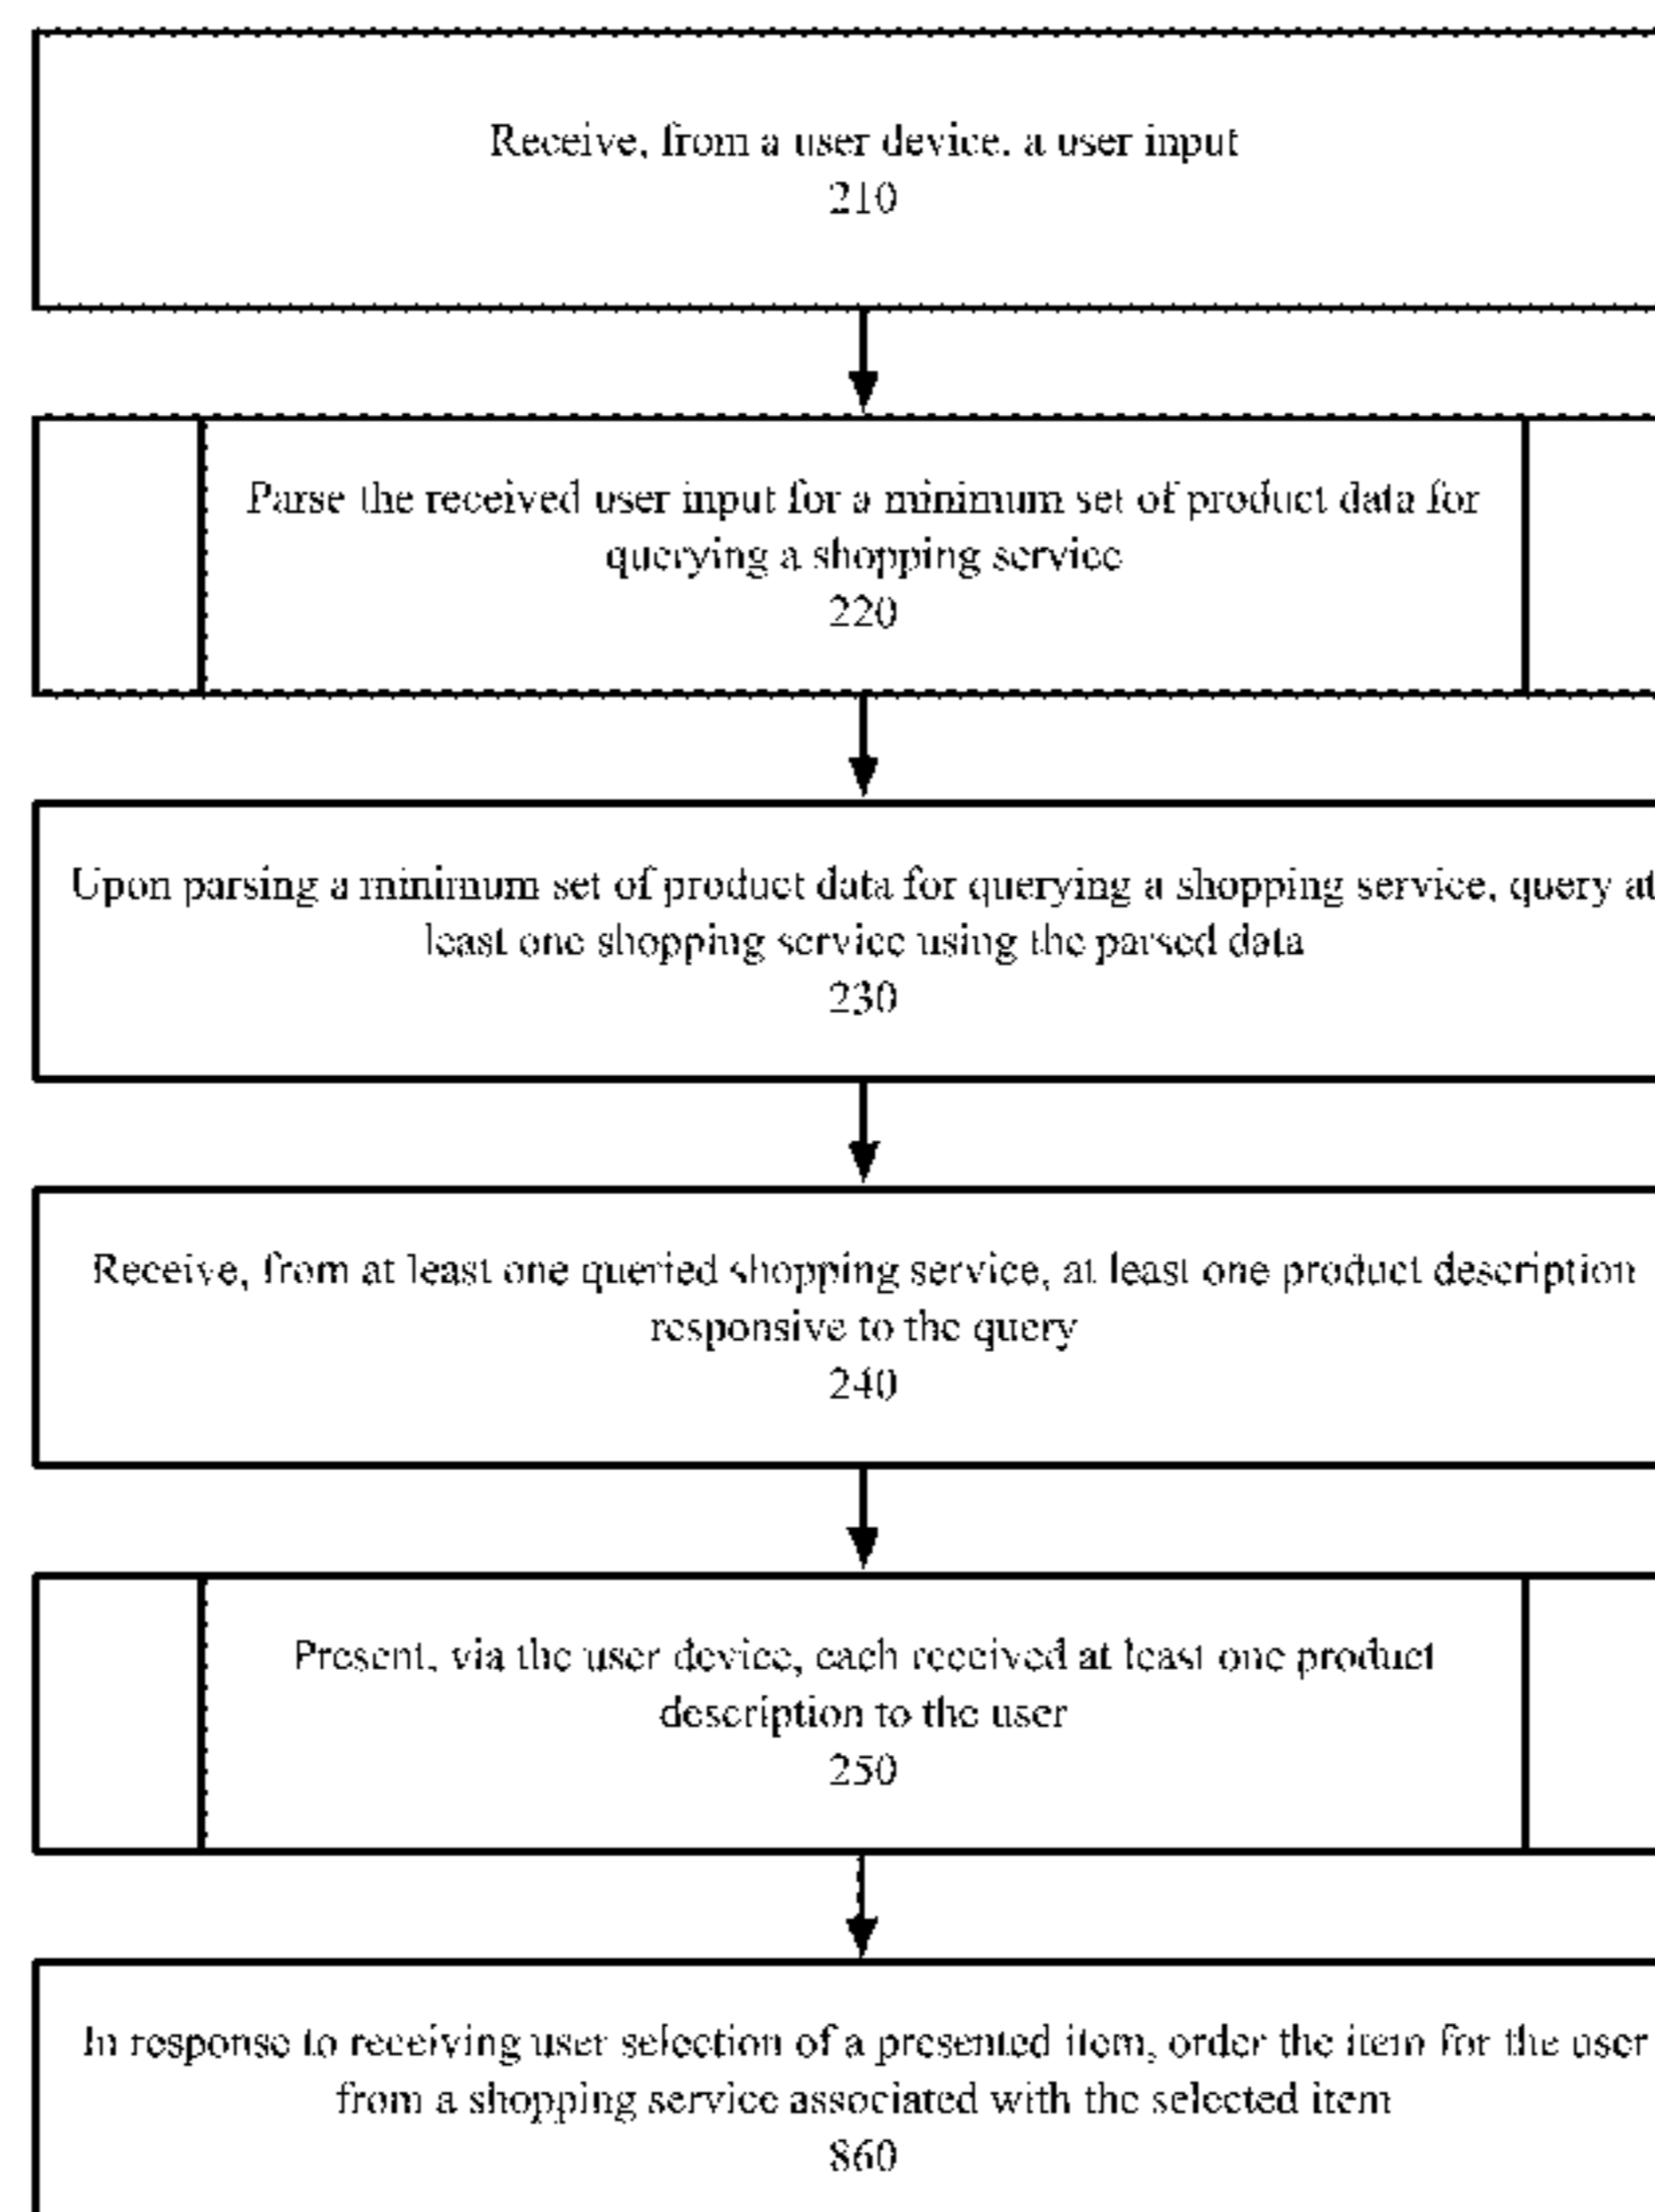 Receive, from a user device, a user input
210
Parse the received user input for a minimum set of product data for
querying a shopping service
220
Upon parsing a minimum set of product data for querying a shopping service, query at
least one shopping service using the parsed data
230
Receive, from at least one queried shopping service, at least one product description
responsive to the query
240
Present, via the user device, each received at least one product
description to the user
250
In response to receiving user selection of a presented item, order the item for the user
from a shopping service associated with the selected item
860